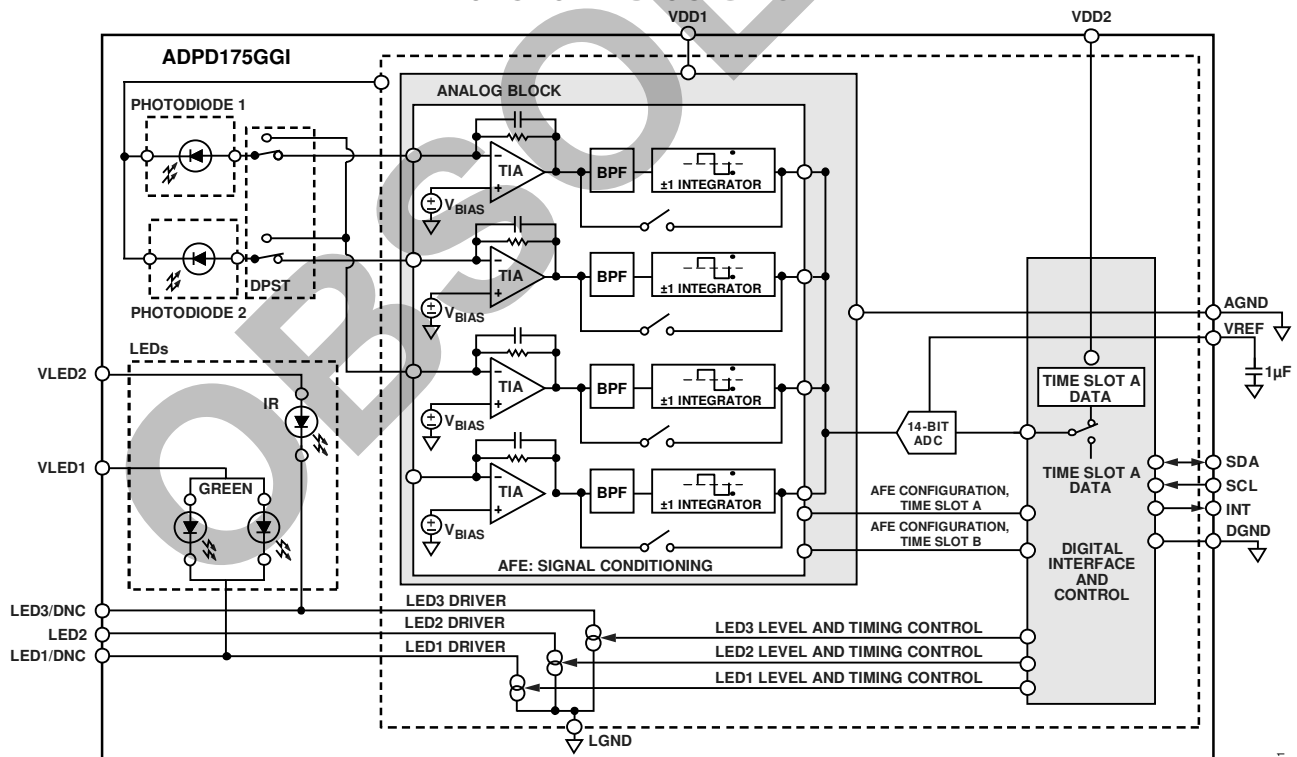 VDD1
VDD2
ADPD175GGI
ANALOG BLOCK
PHOTODIODE 1
TIA
BPF
±1 INTEGRATOR
VBIAS
TIA
BPF
±1 INTEGRATOR
VBIAS
DPST
PHOTODIODE 2
AGND
VREF
1µF
LEDs
VLED2
IR
TIA
BPF
±1 INTEGRATOR
VBIAS
TIME SLOT A
DATA
14-BIT
ADC
VLED1
GREEN
TIA
BPF
±1 INTEGRATOR
VBIAS
TIME SLOT A
DATA
SDA
SCL
INT
DGND
AFE CONFIGURATION,
TIME SLOT A
AFE CONFIGURATION,
TIME SLOT B
DIGITAL
INTERFACE
AND
CONTROL
AFE: SIGNAL CONDITIONING
LED3/DNC
LED3 DRIVER
LED3 LEVEL AND TIMING CONTROL
LED2
LED2 DRIVER
LED2 LEVEL AND TIMING CONTROL
LED1/DNC
LED1 DRIVER
LED1 LEVEL AND TIMING CONTROL
LGND
OBSOL